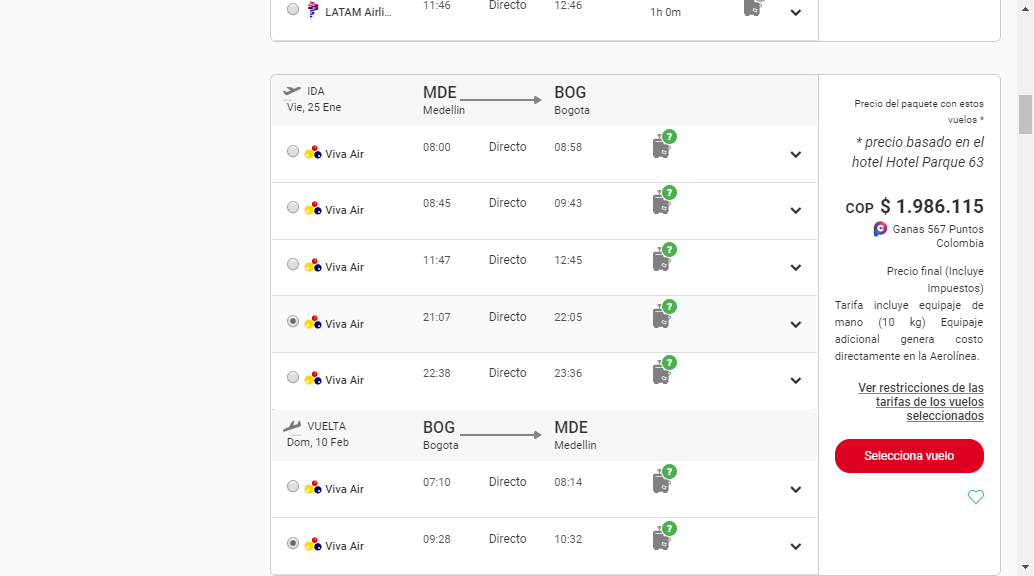 LATAM Airli...
11:46 Directo 12:46 1h 0m
IDA
Vie, 25 Ene
MDE BOG
Medellin Bogota
Viva Air 08:00 Directo 08:58 ?
Viva Air 08:45 Directo 09:43 ?
Viva Air 11:47 Directo 12:45 ?
Viva Air 21:07 Directo 22:05 ?
Viva Air 22:38 Directo 23:36 ?
VUELTA
Dom, 10 Feb
BOG MDE
Bogota Medellin
Viva Air 07:10 Directo 08:14 ?
Viva Air 09:28 Directo 10:32 ?
Precio del paquete con estos
vuelos *
* precio basado en el
hotel Hotel Parque 63
COP $ 1.986.115
Ganas 567 Puntos
Colombia
Precio final (Incluye
Impuestos)
Tarifa incluye equipaje de
mano (10 kg) Equipaje
adicional genera costo
directamente en la Aerolínea.
Ver restricciones de las
tarifas de los vuelos
seleccionados
Selecciona vuelo